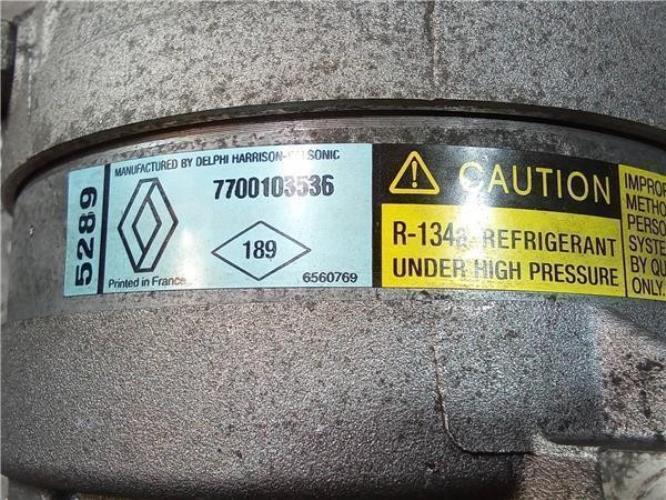 5289
MANUFACTURED BY DELPHI HARRISON-CALSONIC
7700103536
189
Printed in France
6560769
CAUTION
R-134a REFRIGERANT
UNDER HIGH PRESSURE
IMPROP
METHO
PERSO
SYSTE
BY QU
ONLY.